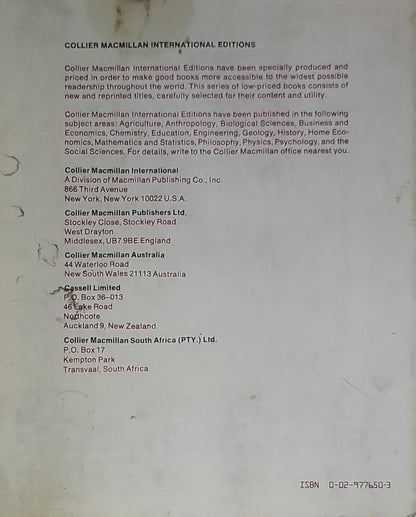 COLLIER MACMILLAN INTERNATIONAL EDITIONS
Collier Macmillan International Editions have been specially produced and
priced in order to make good books more accessible to the widest possible
readership throughout the world. This series of low-priced books consists of
new and reprinted titles, carefully selected for their content and utility.
Collier Macmillan International Editions have been published in the following
subject areas: Agriculture, Anthropology, Biological Sciences, Business and
Economics, Chemistry, Education, Engineering, Geology, History, Home Eco-
nomics, Mathematics and Statistics, Philosophy, Physics, Psychology, and the
Social Sciences. For details, write to the Collier Macmillan office nearest you.
Collier Macmillan International
A Division of Macmillan Publishing Co., Inc.
866 Third Avenue
New York, New York 10022 U.S.A.
Collier Macmillan Publishers Ltd.
Stockley Close, Stockley Road
West Drayton
Middlesex, UB7 9BE England
Collier Macmillan Australia
44 Waterloo Road
New South Wales 21113 Australia
Cassell Limited
P.O. Box 36-013
46 Lake Road
Northcote
Auckland 9, New Zealand
Collier Macmillan South Africa (PTY.) Ltd.
P.O. Box 17
Kempton Park
Transvaal, South Africa
ISBN 0-02-977650-3